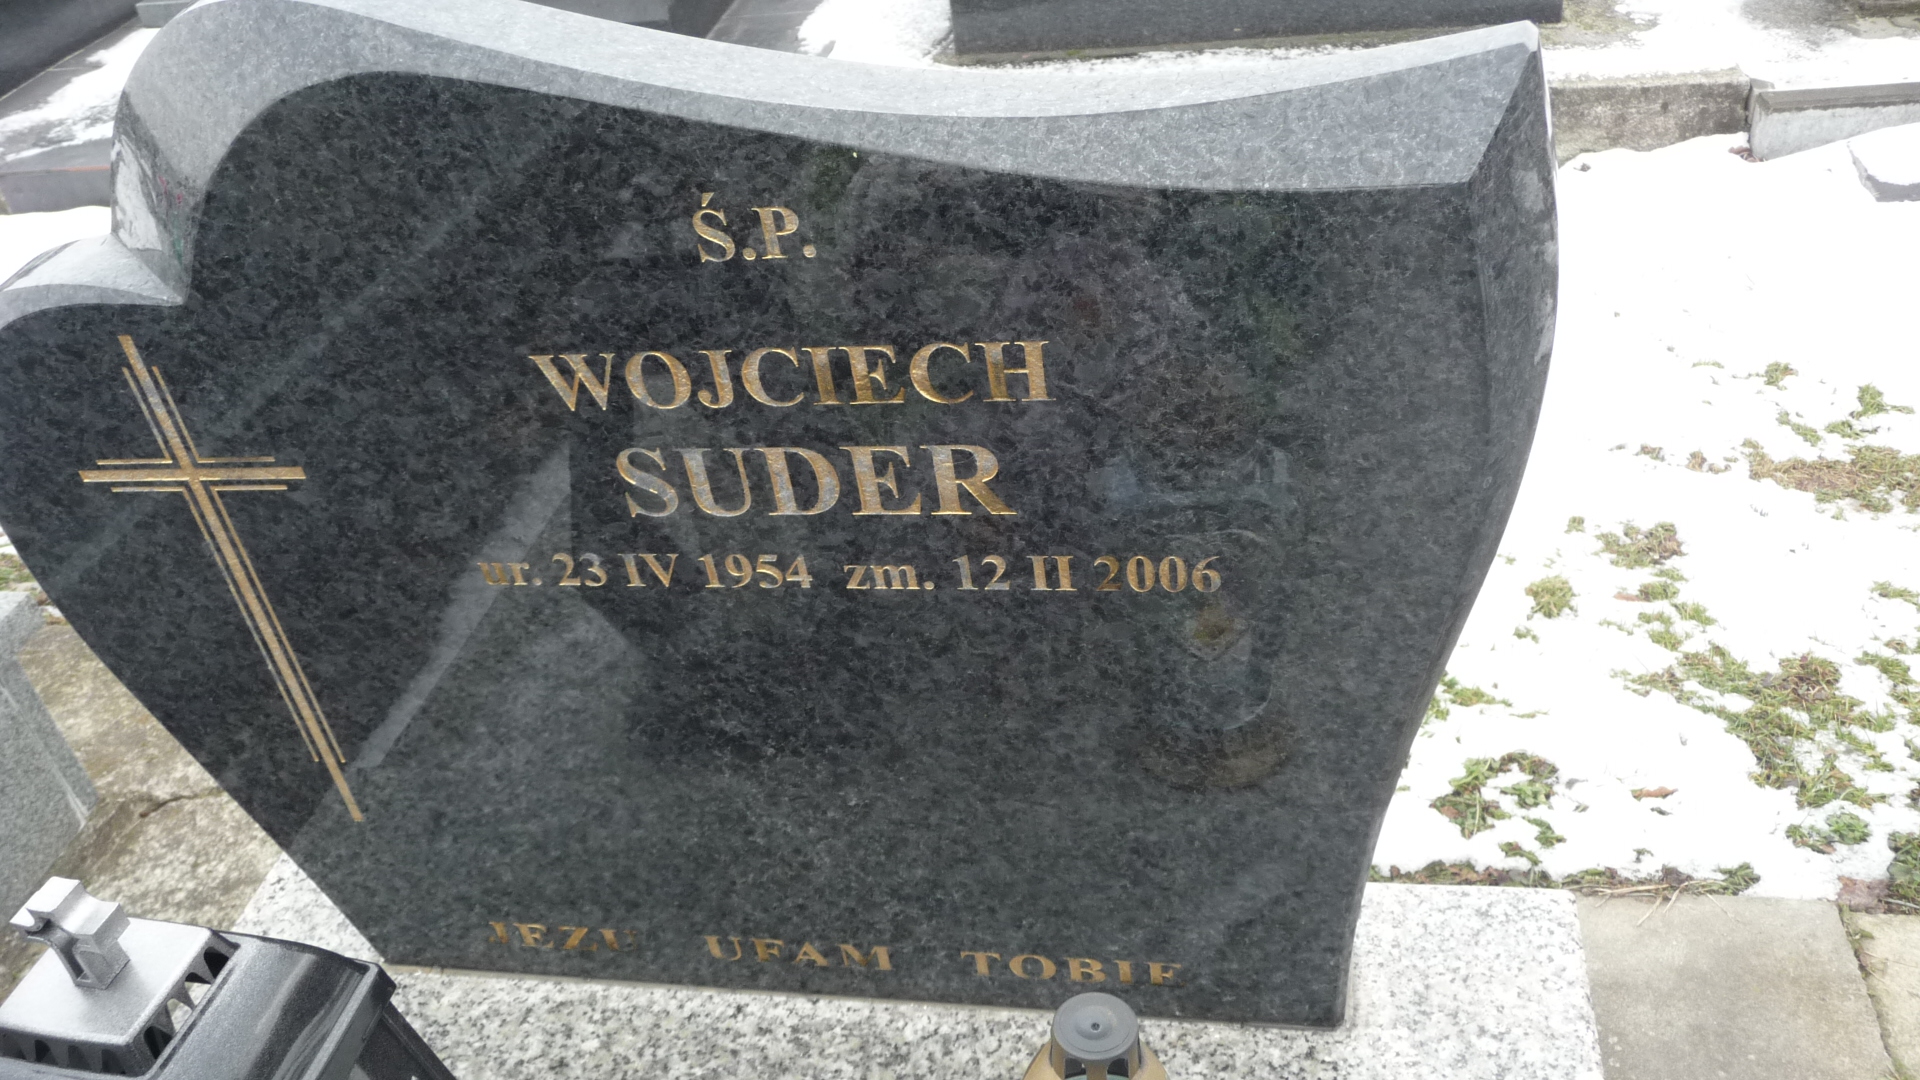 Ś.P.
WOJCIECH
SUDER
ur. 23 IV 1954 zm. 12 II 2006
JEZU UFAM TOBIE